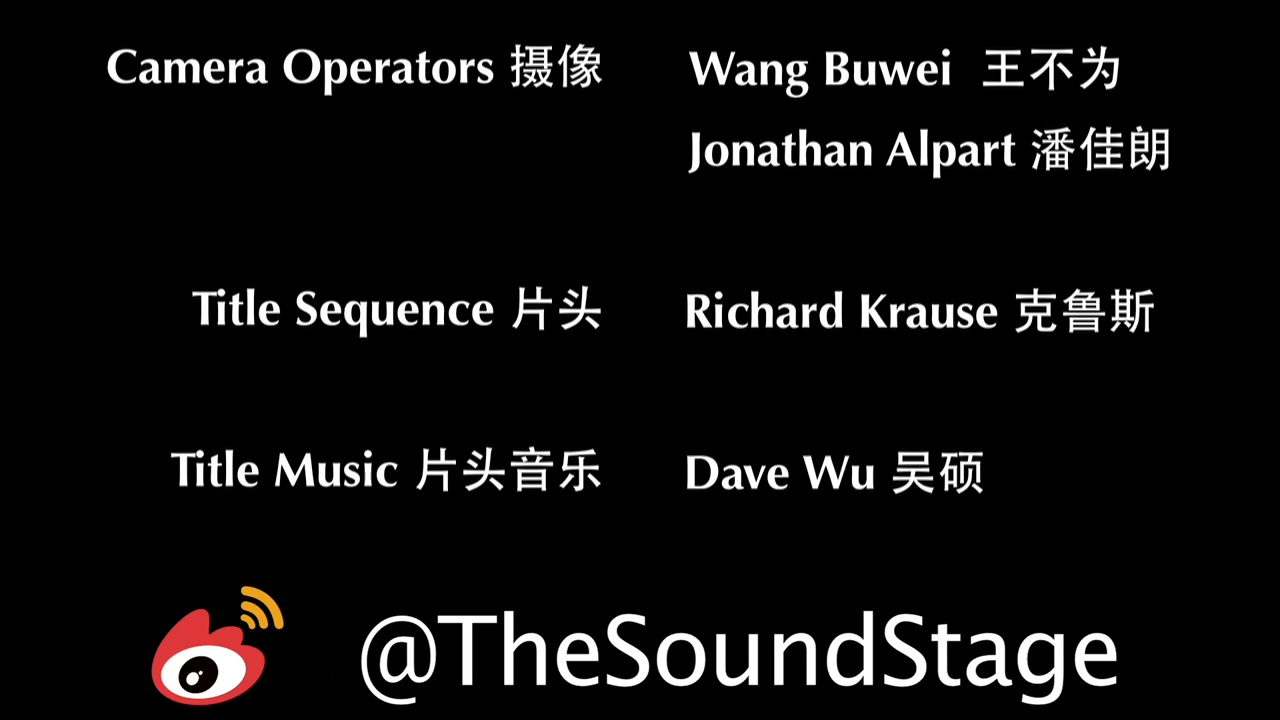 Camera Operators 摄像 Wang Buwei 王不为
Jonathan Alpart 潘佳朗
Title Sequence 片头 Richard Krause 克鲁斯
Title Music 片头音乐 Dave Wu 吴硕
@TheSoundStage